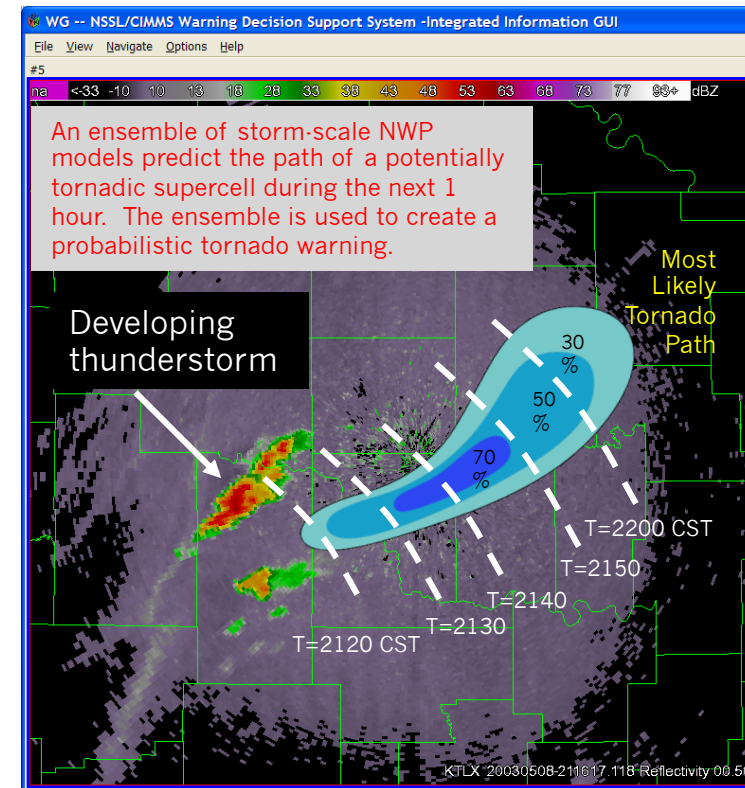 WG -- NSSL/CIMMS Warning Decision Support System -Integrated Information GUI
File View Navigate Options Help
#5
na <-33 -10 10 13 18 28 33 38 43 48 53 63 68 73 77 93+ dBZ
An ensemble of storm-scale NWP
models predict the path of a potentially
tornadic supercell during the next 1
hour. The ensemble is used to create a
probabilistic tornado warning.
Most
Likely
Tornado
Path
Developing
thunderstorm
30
%
50
%
70
%
T=2200 CST
T=2150
T=2140
T=2130
T=2120 CST
KTLX 20030508-211617.118 Reflectivity 00.50